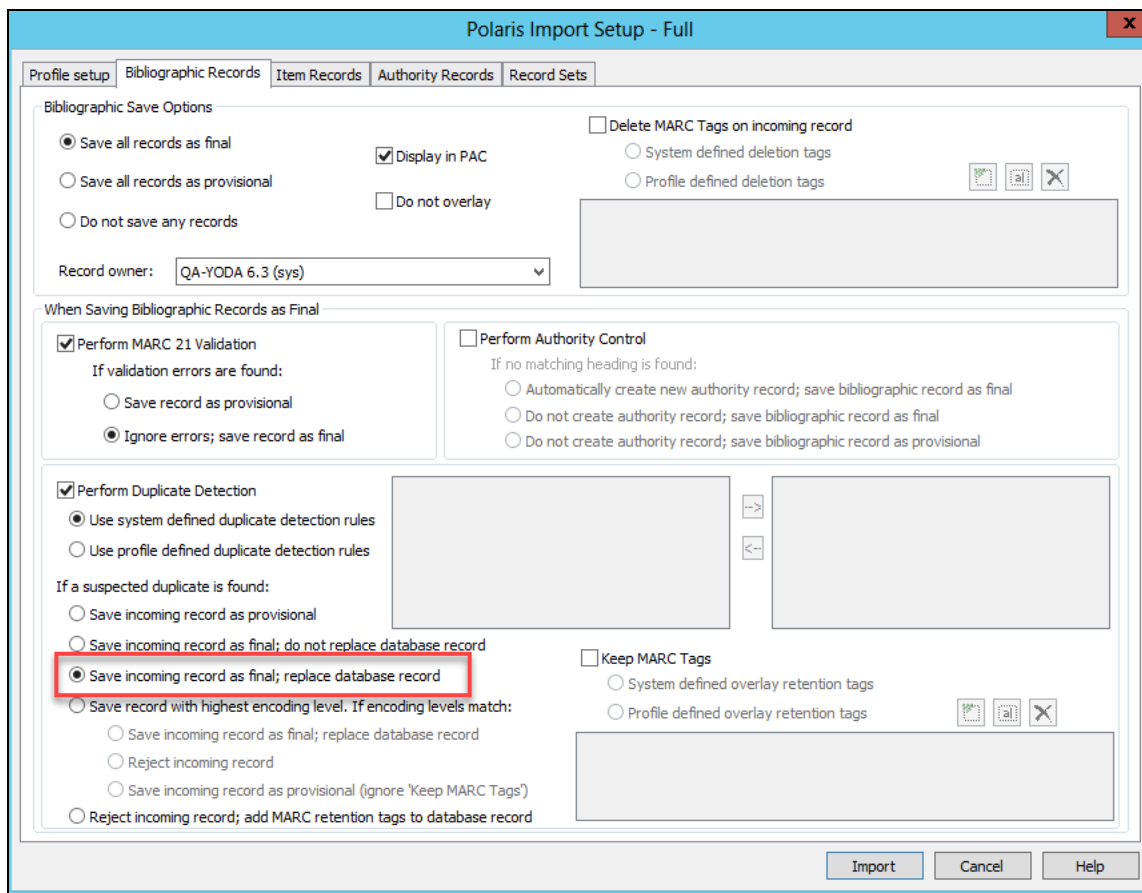 Polaris Import Setup - Full
x
Profile setup
Bibliographic Records
Item Records
Authority Records
Record Sets
Bibliographic Save Options
Save all records as final
Save all records as provisional
Do not save any records
Display in PAC
Do not overlay
Record owner:
QA-YODA 6.3 (sys)
Delete MARC Tags on incoming record
System defined deletion tags
Profile defined deletion tags
a|
When Saving Bibliographic Records as Final
Perform MARC 21 Validation
If validation errors are found:
Save record as provisional
Ignore errors; save record as final
Perform Authority Control
If no matching heading is found:
Automatically create new authority record; save bibliographic record as final
Do not create authority record; save bibliographic record as final
Do not create authority record; save bibliographic record as provisional
Perform Duplicate Detection
Use system defined duplicate detection rules
Use profile defined duplicate detection rules
-->
<--
If a suspected duplicate is found:
Save incoming record as provisional
Save incoming record as final; do not replace database record
Save incoming record as final; replace database record
Save record with highest encoding level. If encoding levels match:
Save incoming record as final; replace database record
Reject incoming record
Save incoming record as provisional (ignore 'Keep MARC Tags')
Reject incoming record; add MARC retention tags to database record
Keep MARC Tags
System defined overlay retention tags
Profile defined overlay retention tags
a|
Import
Cancel
Help